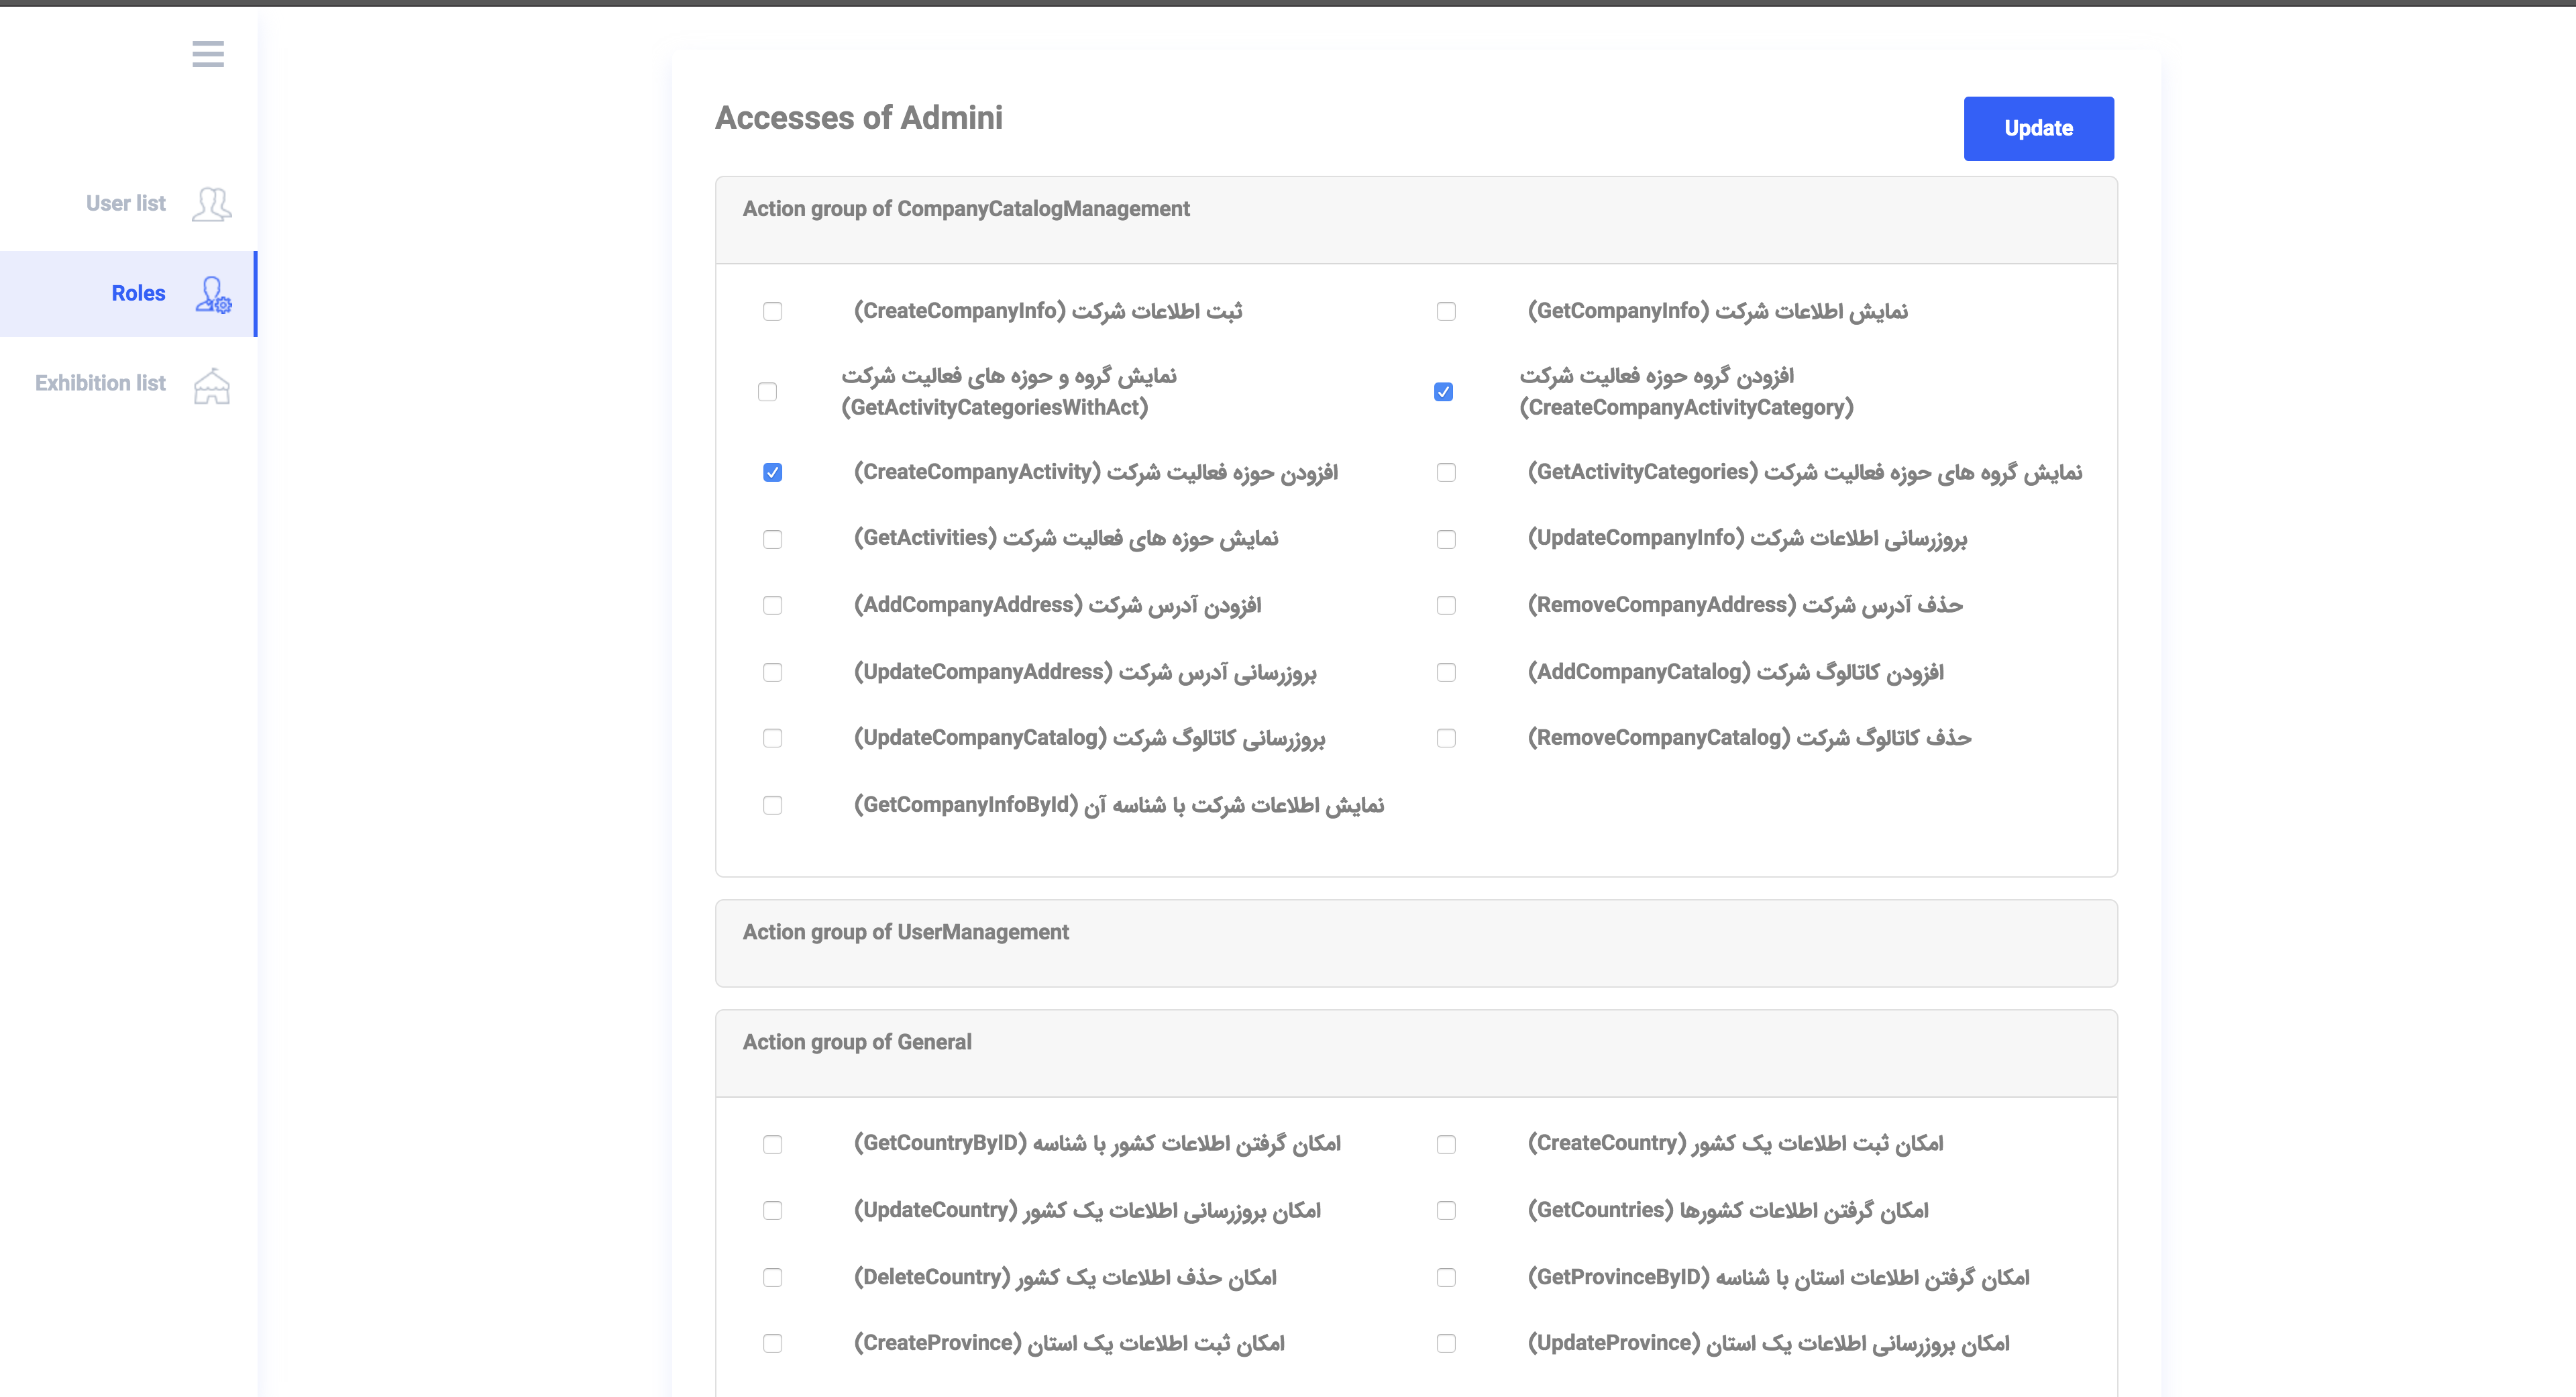 User list
Roles
Exhibition list
Accesses of Admini
Update
Action group of CompanyCatalogManagement
ثبت اطلاعات شرکت (CreateCompanyInfo)
نمایش اطلاعات شرکت (GetCompanyInfo)
نمایش گروه و حوزه های فعالیت شرکت
(GetActivityCategoriesWithAct)
افزودن گروه حوزه فعالیت شرکت
(CreateCompanyActivityCategory)
افزودن حوزه فعالیت شرکت (CreateCompanyActivity)
نمایش گروه های حوزه فعالیت شرکت (GetActivityCategories)
نمایش حوزه های فعالیت شرکت (GetActivities)
بروزرسانی اطلاعات شرکت (UpdateCompanyInfo)
افزودن آدرس شرکت (AddCompanyAddress)
حذف آدرس شرکت (RemoveCompanyAddress)
بروزرسانی آدرس شرکت (UpdateCompanyAddress)
افزودن کاتالوگ شرکت (AddCompanyCatalog)
بروزرسانی کاتالوگ شرکت (UpdateCompanyCatalog)
حذف کاتالوگ شرکت (RemoveCompanyCatalog)
نمایش اطلاعات شرکت با شناسه آن (GetCompanyInfoById)
Action group of UserManagement
Action group of General
امکان گرفتن اطلاعات کشور با شناسه (GetCountryByID)
امکان ثبت اطلاعات یک کشور (CreateCountry)
امکان بروزرسانی اطلاعات یک کشور (UpdateCountry)
امکان گرفتن اطلاعات کشورها (GetCountries)
امکان حذف اطلاعات یک کشور (DeleteCountry)
امکان گرفتن اطلاعات استان با شناسه (GetProvinceByID)
امکان ثبت اطلاعات یک استان (CreateProvince)
امکان بروزرسانی اطلاعات یک استان (UpdateProvince)